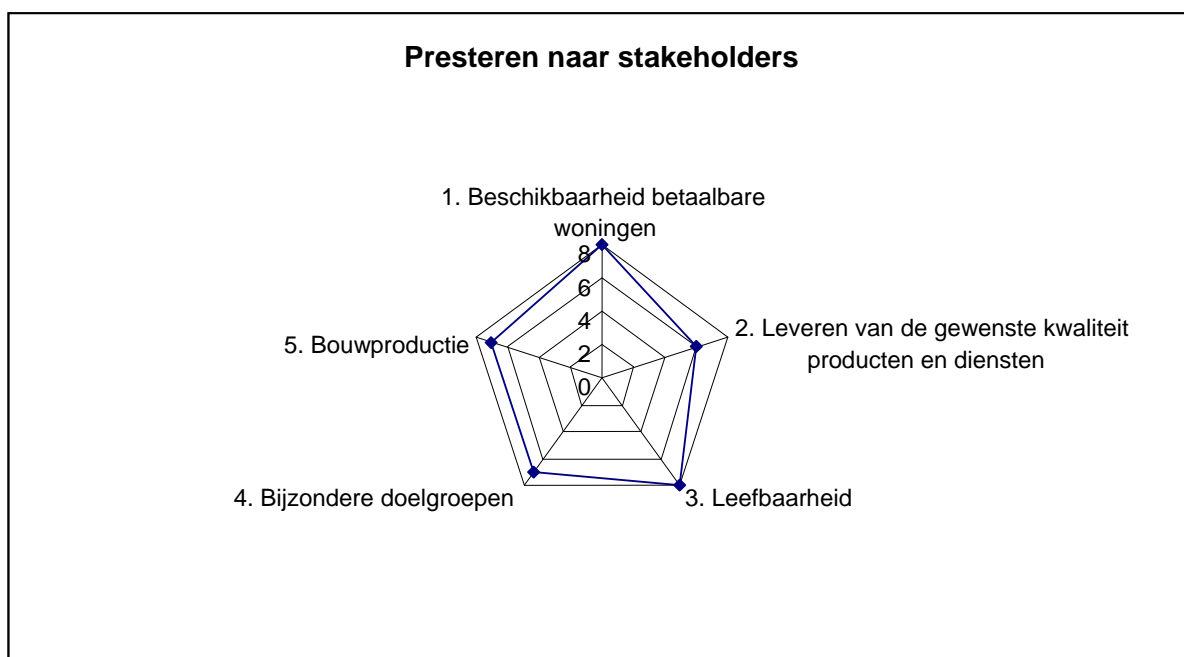 Presteren naar stakeholders
1. Beschikbaarheid betaalbare
woningen
8
6
4
2
0
2. Leveren van de gewenste kwaliteit
producten en diensten
3. Leefbaarheid
4. Bijzondere doelgroepen
5. Bouwproductie